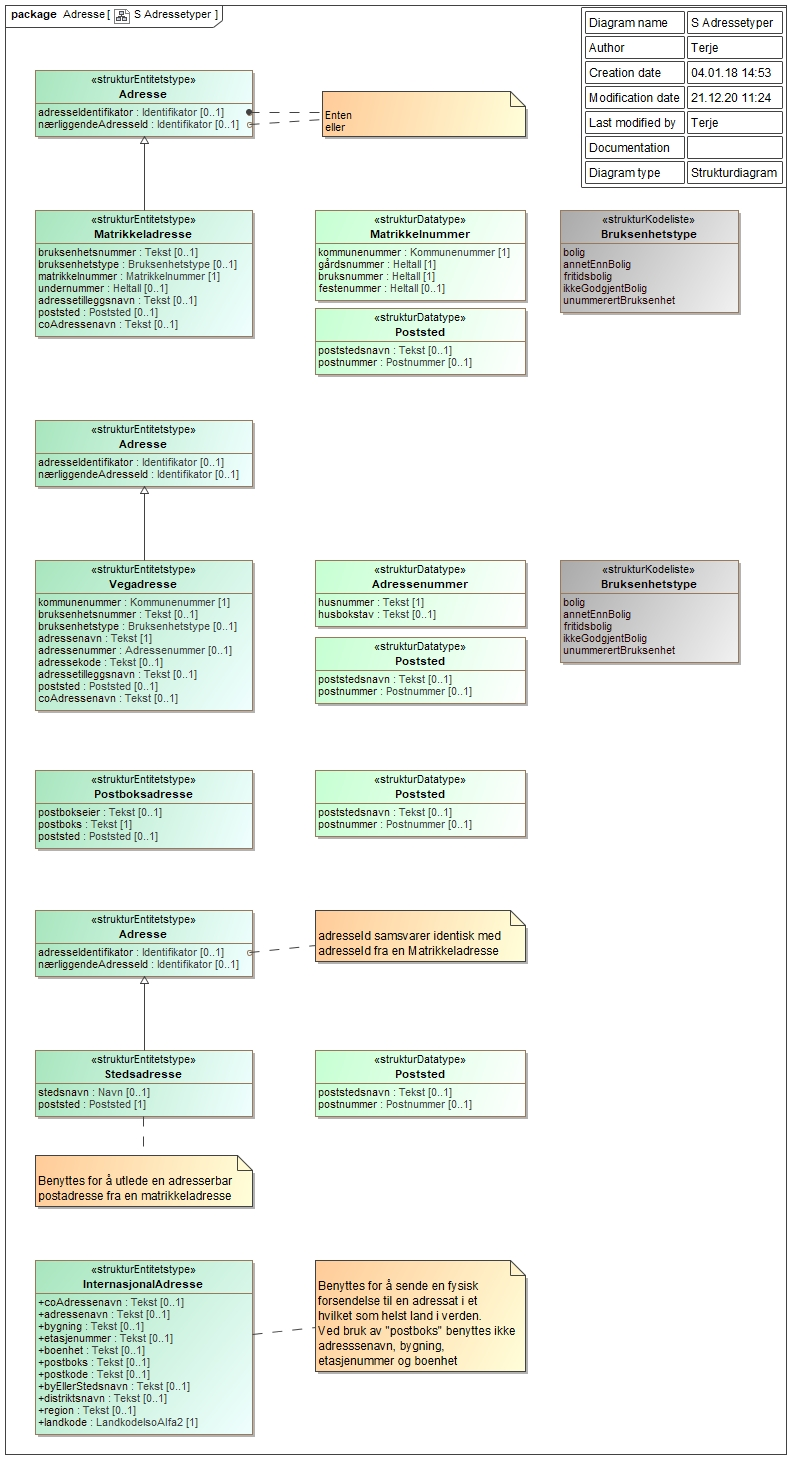 package Adresse [ S Adressetyper ]
Diagram name S Adressetyper
Author Terje
Creation date 04.01.18 14:53
Modification date 21.12.20 11:24
Last modified by Terje
Documentation
Diagram type Strukturdiagram
«strukturEntitetstype»
Adresse
adresseIdentifikator : Identifikator [0..1]
nærliggendeAdresseId : Identifikator [0..1]
Enten
eller
«strukturEntitetstype»
Matrikkeladresse
bruksenhetsnummer : Tekst [0..1]
bruksenhetstype : Bruksenhetstype [0..1]
matrikkelnummer : Matrikkelnummer [1]
undernummer : Heltall [0..1]
adressetilleggsnavn : Tekst [0..1]
poststed : Poststed [0..1]
coAdressenavn : Tekst [0..1]
«strukturDatatype»
Matrikkelnummer
kommunenummer : Kommunenummer [1]
gårdsnummer : Heltall [1]
bruksnummer : Heltall [1]
festenummer : Heltall [0..1]
«strukturDatatype»
Poststed
poststedsnavn : Tekst [0..1]
postnummer : Postnummer [0..1]
«strukturKodeliste»
Bruksenhetstype
bolig
annetEnnBolig
fritidsbolig
ikkeGodgjentBolig
unummerertBruksenhet
«strukturEntitetstype»
Adresse
adresseIdentifikator : Identifikator [0..1]
nærliggendeAdresseId : Identifikator [0..1]
«strukturEntitetstype»
Vegadresse
kommunenummer : Kommunenummer [1]
bruksenhetsnummer : Tekst [0..1]
bruksenhetstype : Bruksenhetstype [0..1]
adressenavn : Tekst [1]
adressenummer : Adressenummer [0..1]
adressekode : Tekst [0..1]
adressetilleggsnavn : Tekst [0..1]
poststed : Poststed [0..1]
coAdressenavn : Tekst [0..1]
«strukturDatatype»
Adressenummer
husnummer : Tekst [1]
husbokstav : Tekst [0..1]
«strukturDatatype»
Poststed
poststedsnavn : Tekst [0..1]
postnummer : Postnummer [0..1]
«strukturKodeliste»
Bruksenhetstype
bolig
annetEnnBolig
fritidsbolig
ikkeGodgjentBolig
unummerertBruksenhet
«strukturEntitetstype»
Postboksadresse
postbokseier : Tekst [0..1]
postboks : Tekst [1]
poststed : Poststed [0..1]
«strukturDatatype»
Poststed
poststedsnavn : Tekst [0..1]
postnummer : Postnummer [0..1]
«strukturEntitetstype»
Adresse
adresseIdentifikator : Identifikator [0..1]
nærliggendeAdresseId : Identifikator [0..1]
adresseId samsvarer identisk med
adresseId fra en Matrikkeladresse
«strukturEntitetstype»
Stedsadresse
stedsnavn : Navn [0..1]
poststed : Poststed [1]
«strukturDatatype»
Poststed
poststedsnavn : Tekst [0..1]
postnummer : Postnummer [0..1]
Benyttes for å utlede en adresserbar
postadresse fra en matrikkeladresse
«strukturEntitetstype»
InternasjonalAdresse
+coAdressenavn : Tekst [0..1]
+adressenavn : Tekst [0..1]
+bygning : Tekst [0..1]
+etasjenummer : Tekst [0..1]
+boenhet : Tekst [0..1]
+postboks : Tekst [0..1]
+postkode : Tekst [0..1]
+byEllerStedsnavn : Tekst [0..1]
+distriktsnavn : Tekst [0..1]
+region : Tekst [0..1]
+landkode : LandkodeIsoAlfa2 [1]
Benyttes for å sende en fysisk
forsendelse til en adressat i et
hvilket som helst land i verden.
Ved bruk av "postboks" benyttes ikke
adresssenavn, bygning,
etasjenummer og boenhet